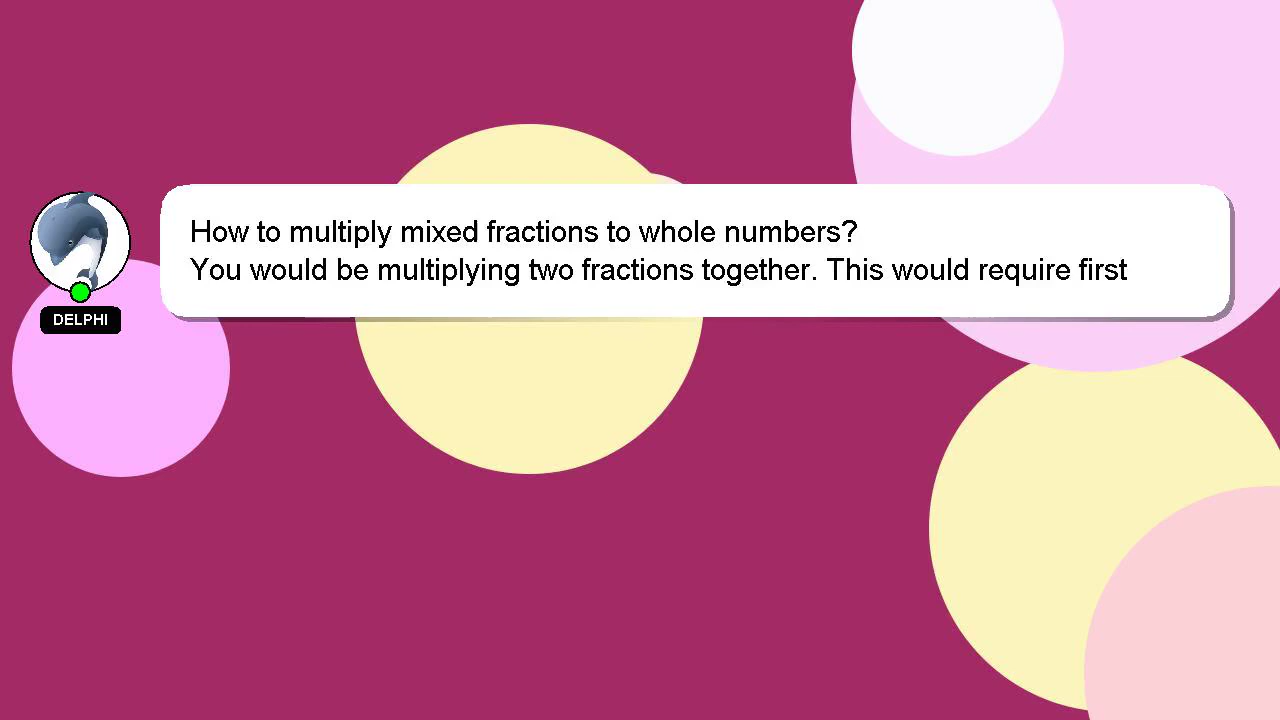 How to multiply mixed fractions to whole numbers?
You would be multiplying two fractions together. This would require first
DELPHI